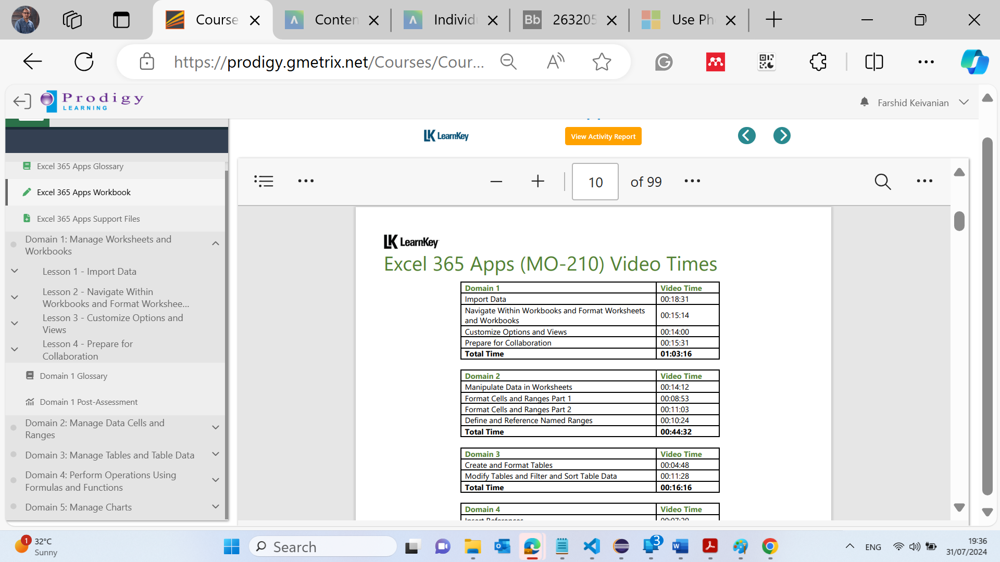 Course
Conten
Individ
Bb
263205
Use Ph
https://prodigy.gmetrix.net/Courses/Cour...
Prodigy
LEARNING
Farshid Keivanian
LK LearnKey
View Activity Report
Excel 365 Apps Glossary
Excel 365 Apps Workbook
Excel 365 Apps Support Files
Domain 1: Manage Worksheets and
Workbooks
Lesson 1 - Import Data
Lesson 2 - Navigate Within
Workbooks and Format Workshee...
Lesson 3 - Customize Options and
Views
Lesson 4 - Prepare for
Collaboration
Domain 1 Glossary
Domain 1 Post-Assessment
Domain 2: Manage Data Cells and
Ranges
Domain 3: Manage Tables and Table Data
Domain 4: Perform Operations Using
Formulas and Functions
Domain 5: Manage Charts
10 of 99
LK LearnKey
Excel 365 Apps (MO-210) Video Times
Domain 1 Video Time
Import Data 00:18:31
Navigate Within Workbooks and Format Worksheets
and Workbooks 00:15:14
Customize Options and Views 00:14:00
Prepare for Collaboration 00:15:31
Total Time 01:03:16
Domain 2 Video Time
Manipulate Data in Worksheets 00:14:12
Format Cells and Ranges Part 1 00:08:53
Format Cells and Ranges Part 2 00:11:03
Define and Reference Named Ranges 00:10:24
Total Time 00:44:32
Domain 3 Video Time
Create and Format Tables 00:04:48
Modify Tables and Filter and Sort Table Data 00:11:28
Total Time 00:16:16
Domain 4 Video Time
Insert References 00:07:29
1
32°C
Sunny
Search
3
ENG
19:36
31/07/2024